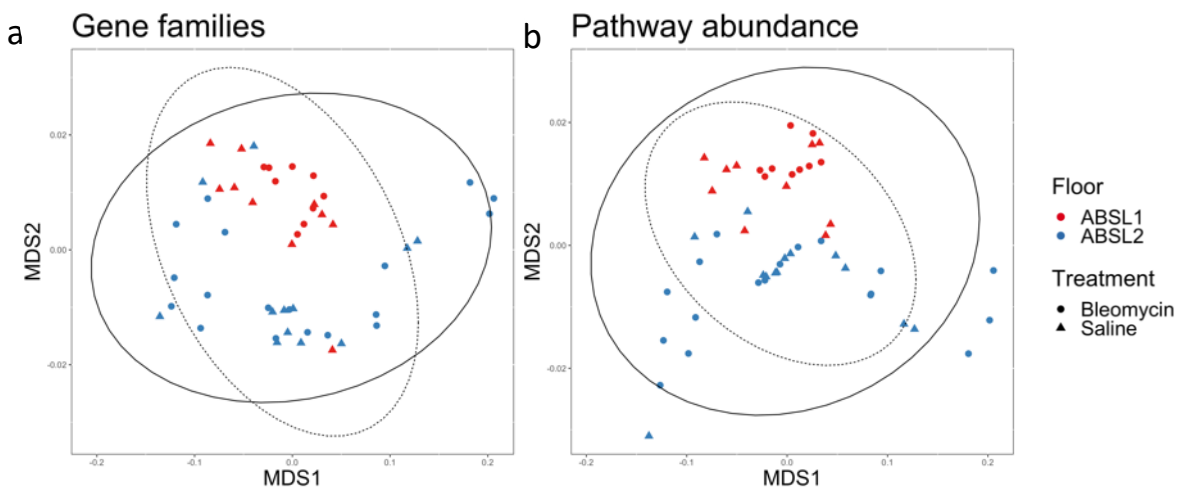 a
Gene families
b
Pathway abundance
MDS2
0.02
0.00
-0.02
-0.2
-0.1
0.0
0.1
0.2
MDS1
MDS2
0.02
0.00
-0.02
-0.2
-0.1
0.0
0.1
0.2
MDS1
Floor
ABSL1
ABSL2
Treatment
Bleomycin
Saline